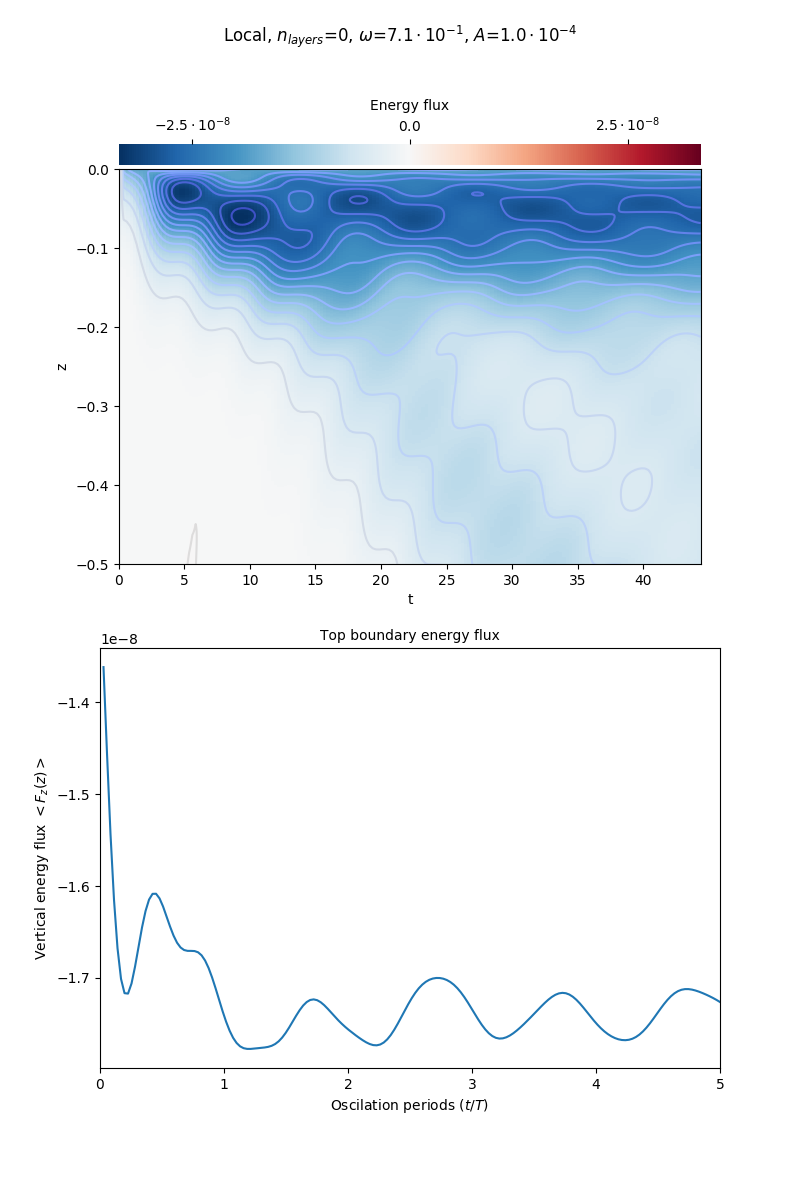 Local, n_layers=0, ω=7.1 · 10⁻¹, A=1.0 · 10⁻⁴
Energy flux
−2.5 · 10⁻⁸ 0.0 2.5 · 10⁻⁸
0.0
−0.1
−0.2
−0.3
−0.4
−0.5
z
0 5 10 15 20 25 30 35 40
t
Top boundary energy flux
1e−8
−1.4
−1.5
−1.6
−1.7
Vertical energy flux < F_z(z) >
0 1 2 3 4 5
Oscilation periods (t/T)